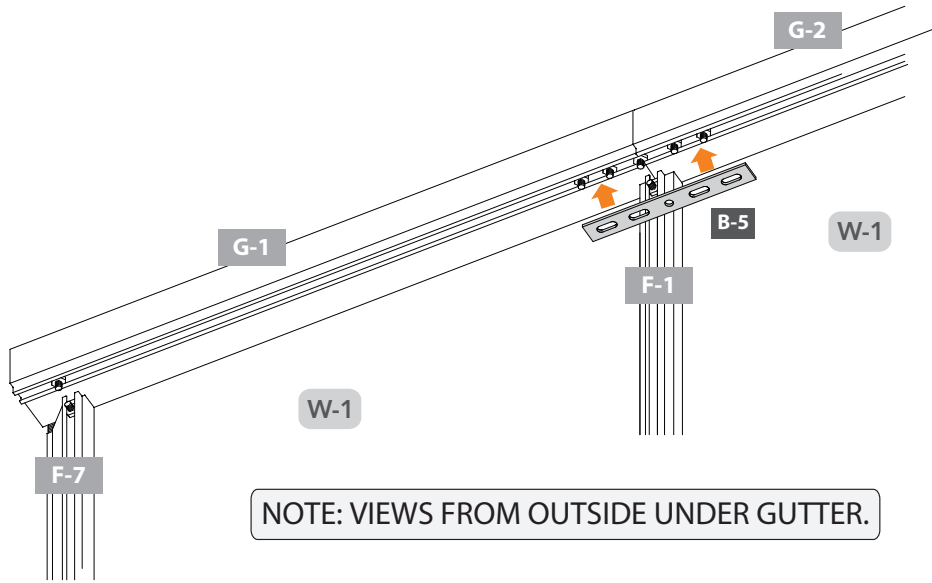 G-2
G-1
B-5
W-1
F-1
W-1
F-7
NOTE: VIEWS FROM OUTSIDE UNDER GUTTER.